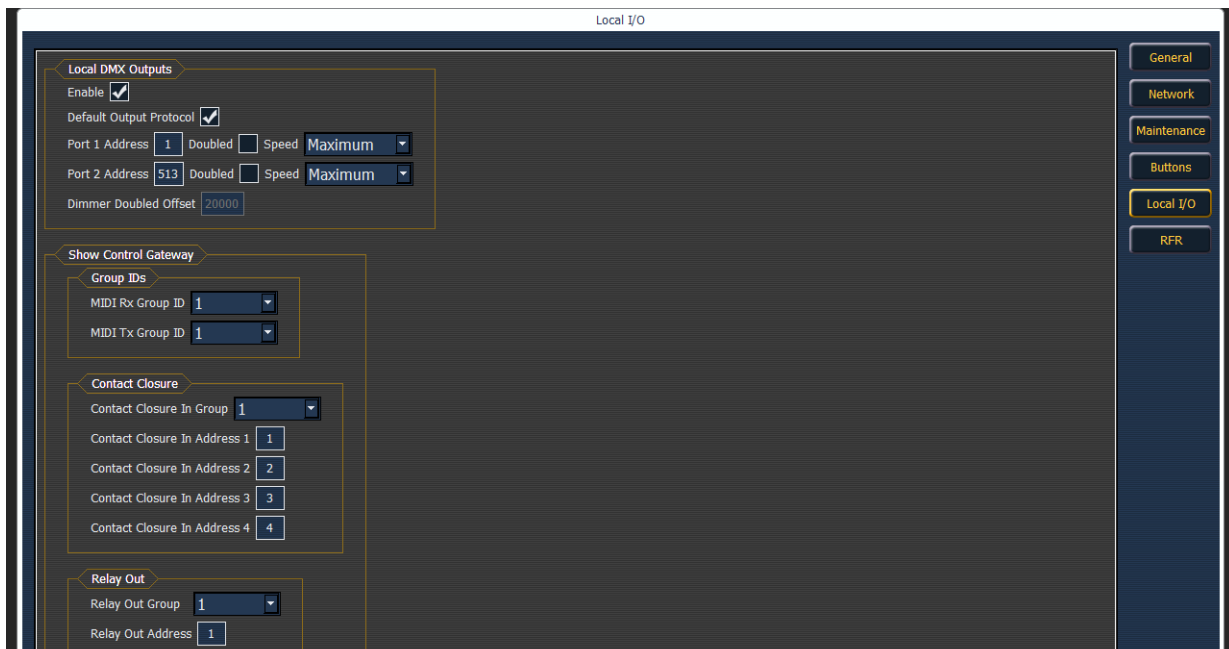 Local I/O
Local DMX Outputs
Enable
Default Output Protocol
Port 1 Address 1 Doubled Speed Maximum
Port 2 Address 513 Doubled Speed Maximum
Dimmer Doubled Offset 20000
Show Control Gateway
Group IDs
MIDI Rx Group ID 1
MIDI Tx Group ID 1
Contact Closure
Contact Closure In Group 1
Contact Closure In Address 1 1
Contact Closure In Address 2 2
Contact Closure In Address 3 3
Contact Closure In Address 4 4
Relay Out
Relay Out Group 1
Relay Out Address 1
General
Network
Maintenance
Buttons
Local I/O
RFR